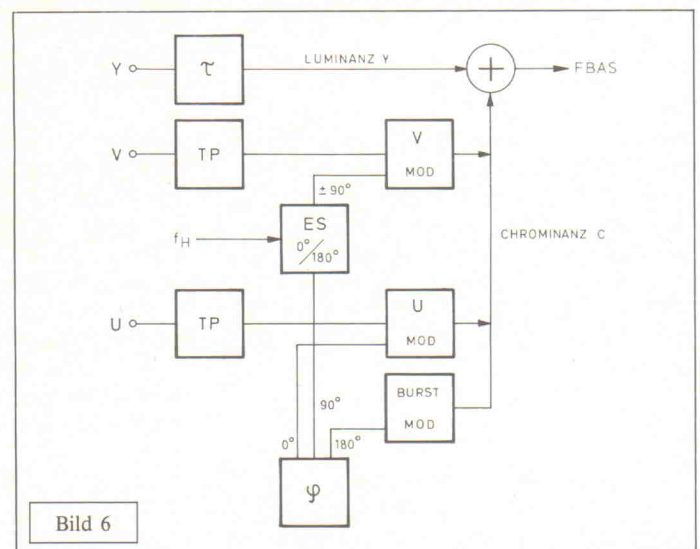 Y τ LUMINANZ Y + FBAS
V TP V
MOD
± 90°
ES
0°/180°
f_H
CHROMINANZ C
U TP U
MOD
90°
BURST
MOD
0° 180°
φ
Bild 6